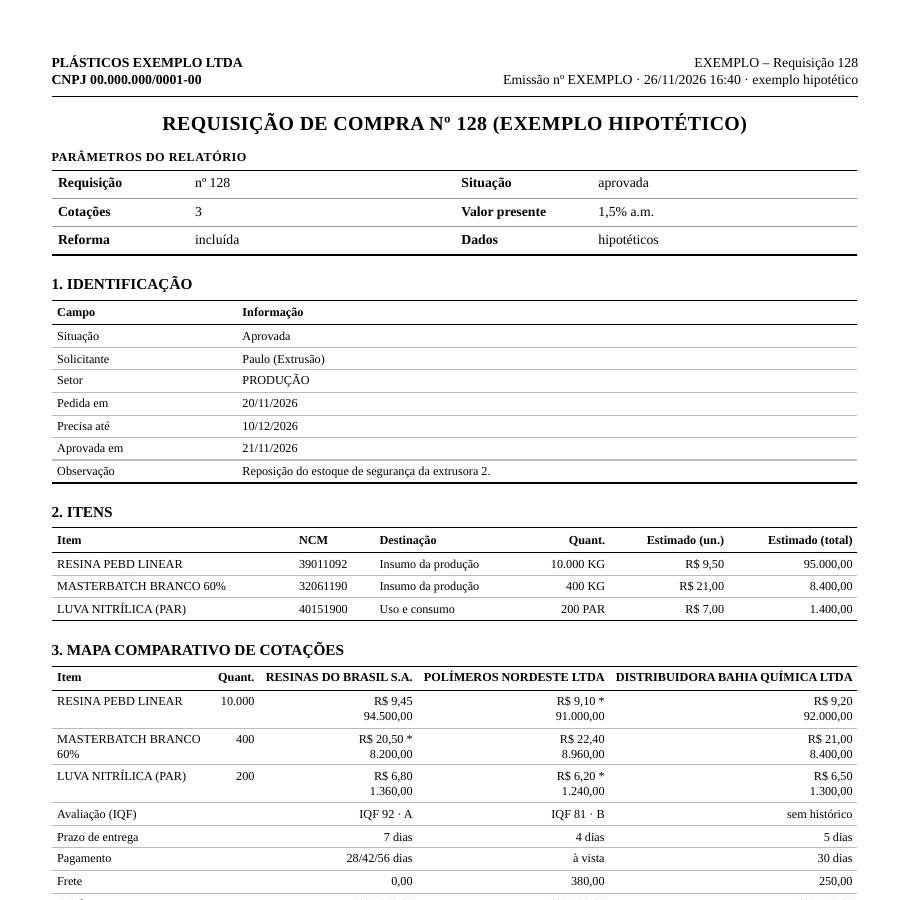 PLÁSTICOS EXEMPLO LTDA EXEMPLO – Requisição 128
CNPJ 00.000.000/0001-00 Emissão nº EXEMPLO · 26/11/2026 16:40 · exemplo hipotético
REQUISIÇÃO DE COMPRA Nº 128 (EXEMPLO HIPOTÉTICO)
PARÂMETROS DO RELATÓRIO
Requisição nº 128 Situação aprovada
Cotações 3 Valor presente 1,5% a.m.
Reforma incluída Dados hipotéticos
1. IDENTIFICAÇÃO
Campo Informação
Situação Aprovada
Solicitante Paulo (Extrusão)
Setor PRODUÇÃO
Pedida em 20/11/2026
Precisa até 10/12/2026
Aprovada em 21/11/2026
Observação Reposição do estoque de segurança da extrusora 2.
2. ITENS
Item NCM Destinação Quant. Estimado (un.) Estimado (total)
RESINA PEBD LINEAR 39011092 Insumo da produção 10.000 KG R$ 9,50 95.000,00
MASTERBATCH BRANCO 60% 32061190 Insumo da produção 400 KG R$ 21,00 8.400,00
LUVA NITRÍLICA (PAR) 40151900 Uso e consumo 200 PAR R$ 7,00 1.400,00
3. MAPA COMPARATIVO DE COTAÇÕES
Item Quant. RESINAS DO BRASIL S.A. POLÍMEROS NORDESTE LTDA DISTRIBUIDORA BAHIA QUÍMICA LTDA
RESINA PEBD LINEAR 10.000 R$ 9,45 R$ 9,10 * R$ 9,20
94.500,00 91.000,00 92.000,00
MASTERBATCH BRANCO 400 R$ 20,50 * R$ 22,40 R$ 21,00
60% 8.200,00 8.960,00 8.400,00
LUVA NITRÍLICA (PAR) 200 R$ 6,80 R$ 6,20 * R$ 6,50
1.360,00 1.240,00 1.300,00
Avaliação (IQF) IQF 92 · A IQF 81 · B sem histórico
Prazo de entrega 7 dias 4 dias 5 dias
Pagamento 28/42/56 dias à vista 30 dias
Frete 0,00 380,00 250,00